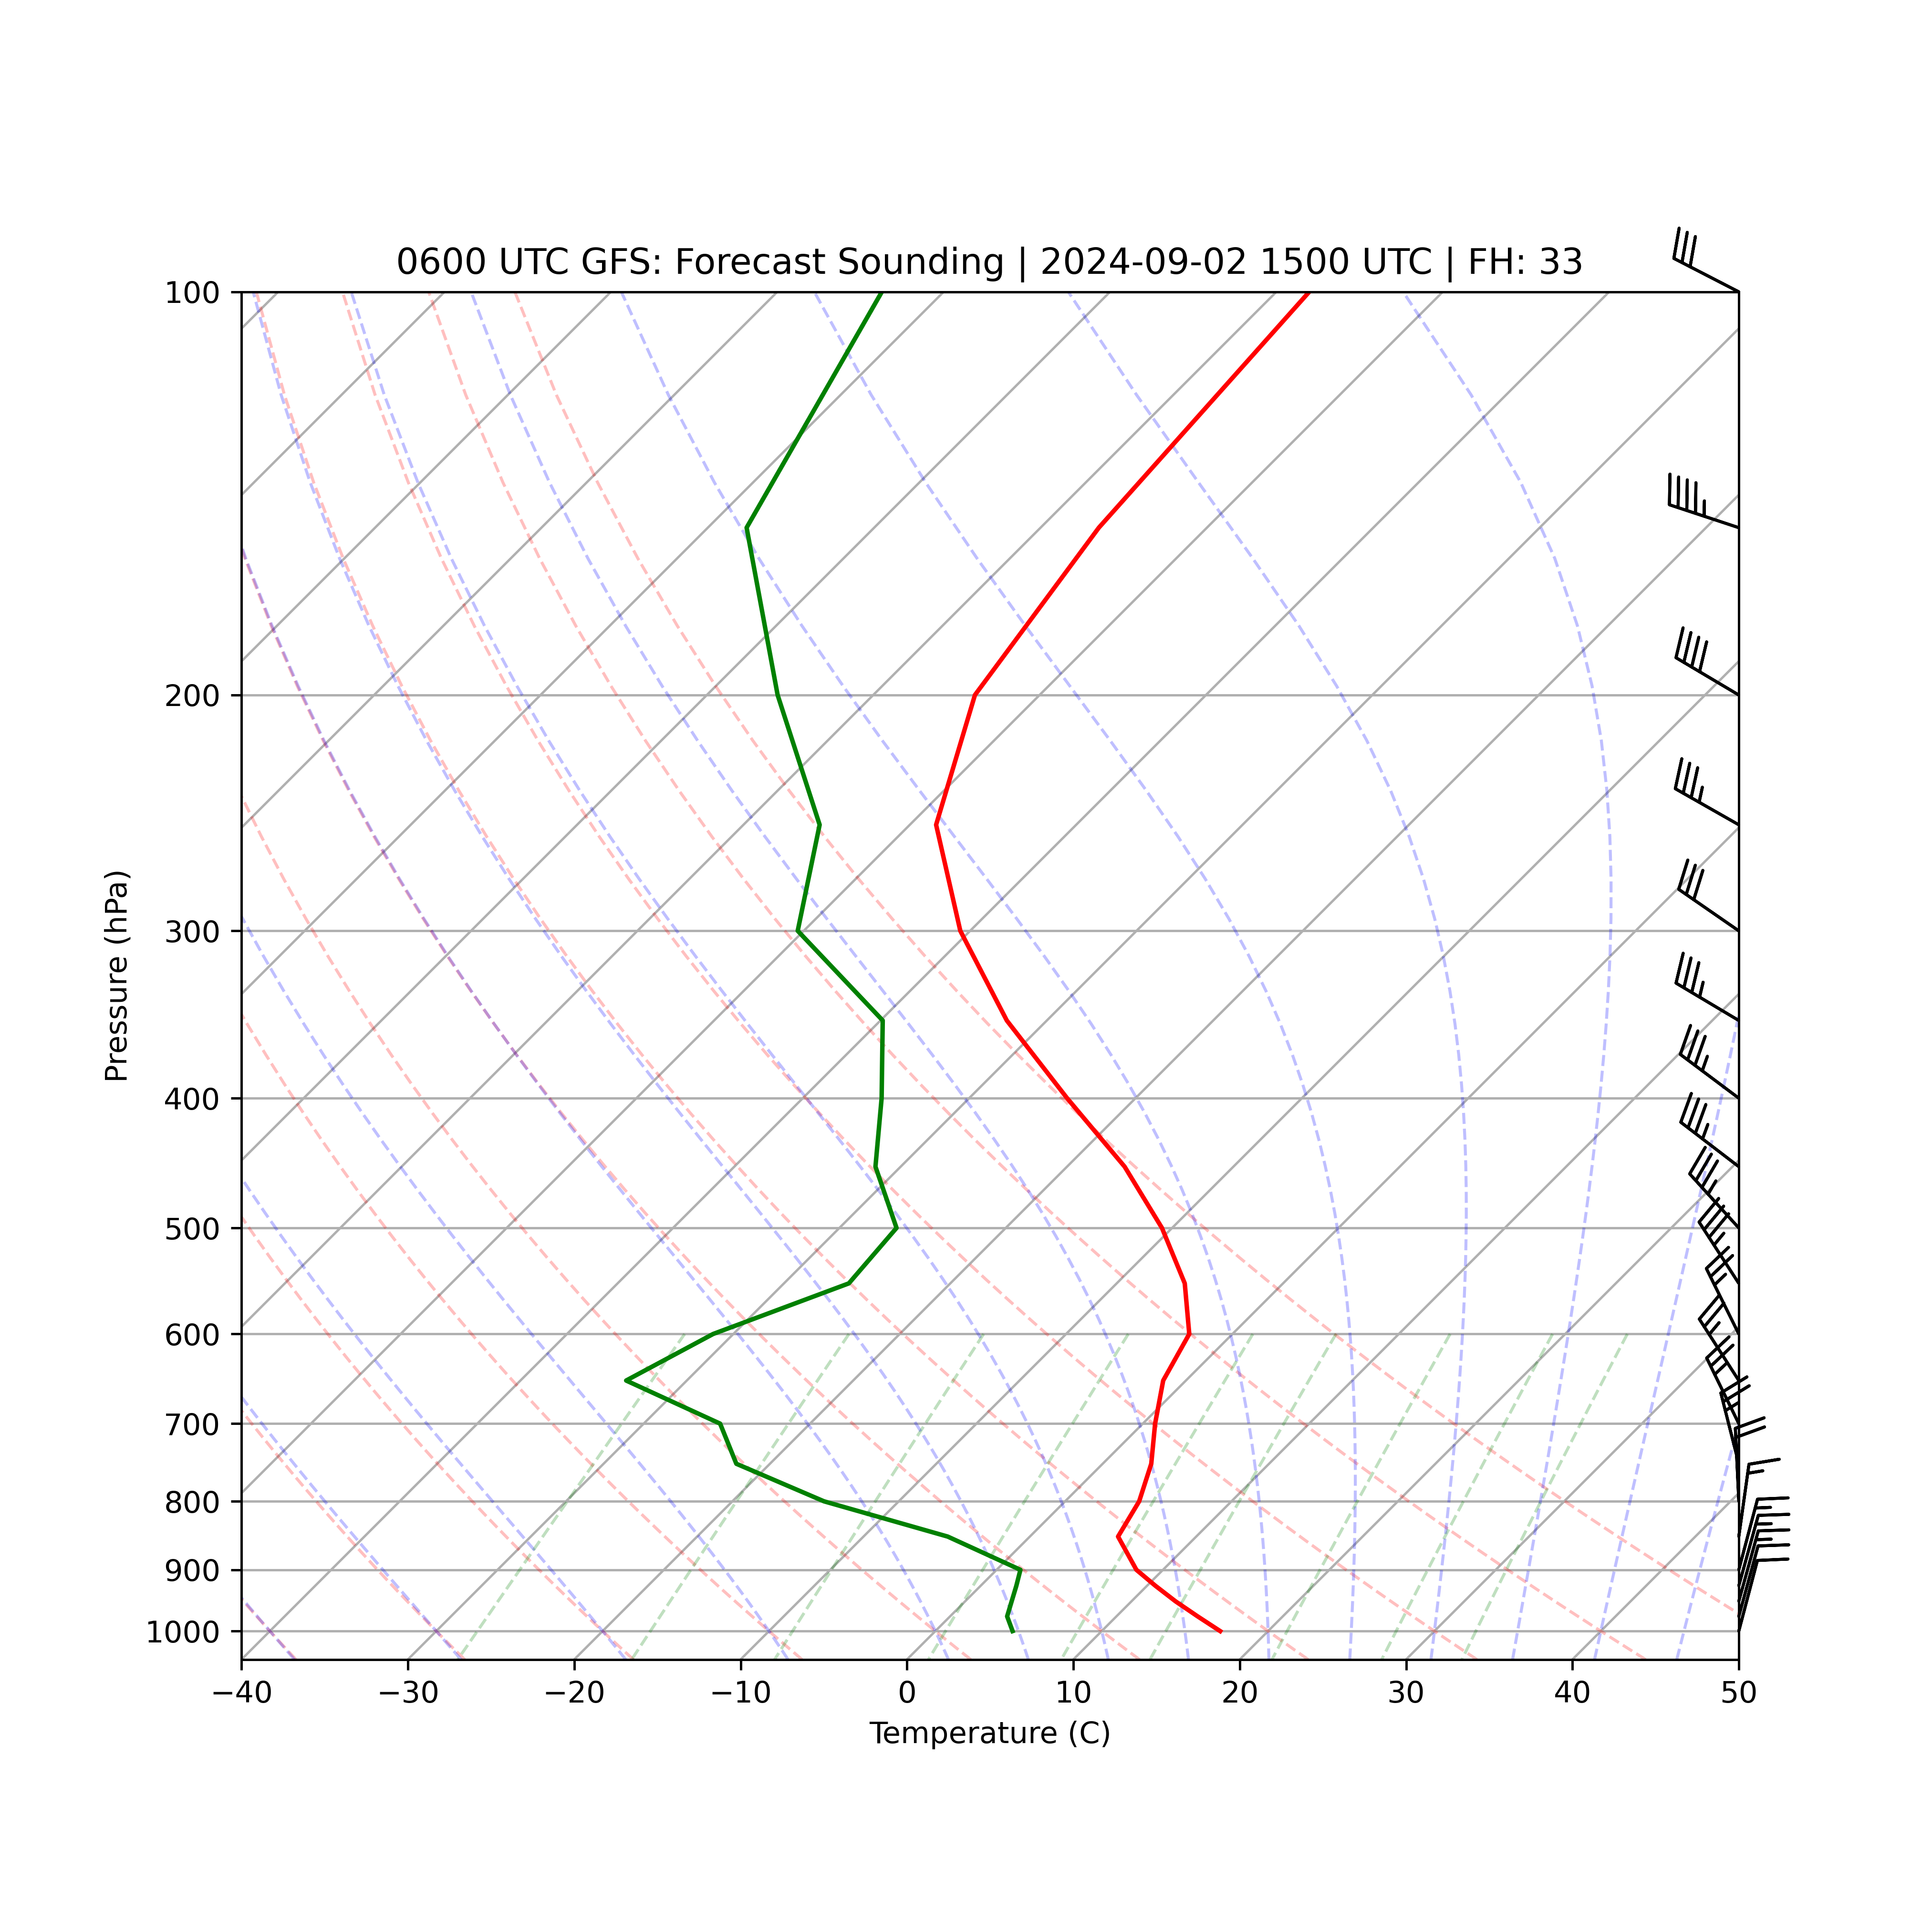 0600 UTC GFS: Forecast Sounding | 2024-09-02 1500 UTC | FH: 33
100
200
300
400
500
600
700
800
900
1000
Pressure (hPa)
−40 −30 −20 −10 0 10 20 30 40 50
Temperature (C)